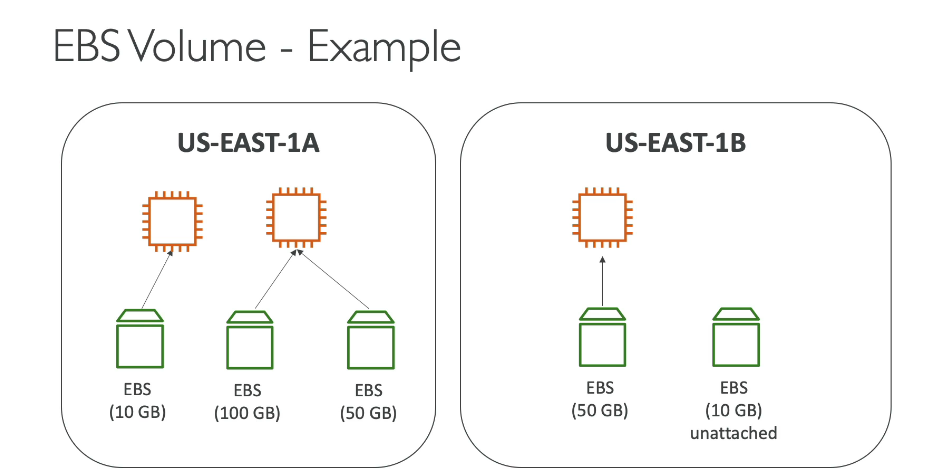 EBS Volume - Example
US-EAST-1A
US-EAST-1B
EBS
(10 GB)
EBS
(100 GB)
EBS
(50 GB)
EBS
(50 GB)
EBS
(10 GB)
unattached